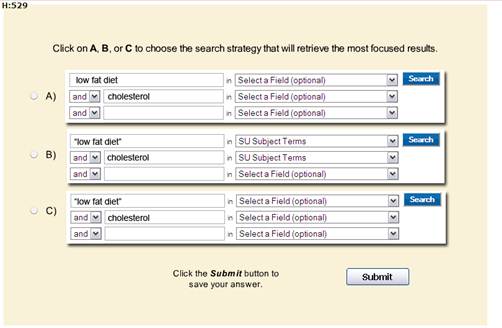 H:529
Click on A, B, or C to choose the search strategy that will retrieve the most focused results.
A)
low fat diet in Select a Field (optional) Search
and cholesterol in Select a Field (optional)
and in Select a Field (optional)
B)
"low fat diet" in SU Subject Terms Search
and cholesterol in SU Subject Terms
and in Select a Field (optional)
C)
"low fat diet" in Select a Field (optional) Search
and cholesterol in Select a Field (optional)
and in Select a Field (optional)
Click the Submit button to
save your answer.
Submit